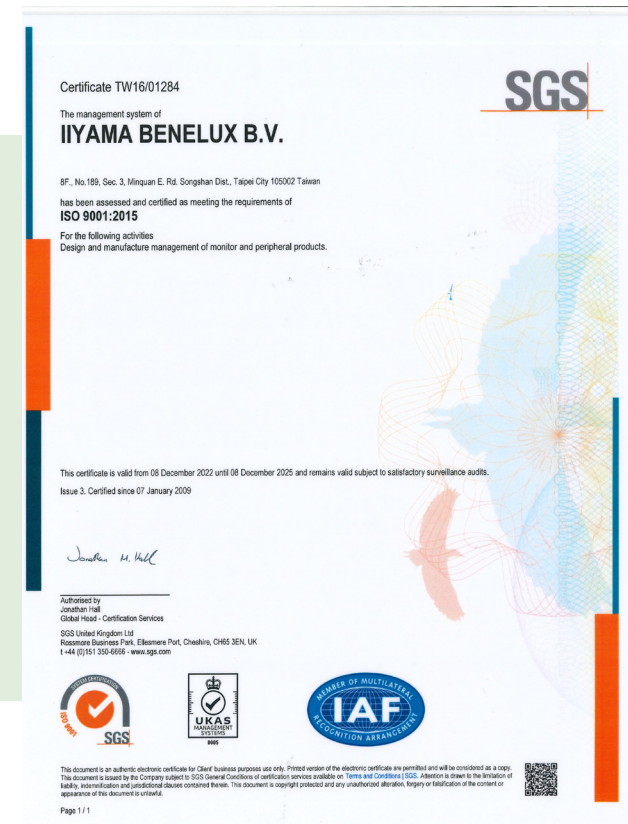 Certificate TW16/01284
SGS
The management system of
IIYAMA BENELUX B.V.
8F., No.189, Sec. 3, Minquan E. Rd. Songshan Dist., Taipei City 105002 Taiwan
has been assessed and certified as meeting the requirements of
ISO 9001:2015
For the following activities
Design and manufacture management of monitor and peripheral products.
This certificate is valid from 08 December 2022 until 08 December 2025 and remains valid subject to satisfactory surveillance audits.
Issue 3. Certified since 07 January 2009
Jonathan M. Hall
Authorised by
Jonathan Hall
Global Head - Certification Services
SGS United Kingdom Ltd
Rossmore Business Park, Ellesmere Port, Cheshire, CH65 3EN, UK
t +44 (0)151 350-6666 - www.sgs.com
SYSTEM CERTIFICATION
ISO 9001
SGS
UKAS
MANAGEMENT
SYSTEMS
0005
MEMBER OF MULTILATERAL
IAF
RECOGNITION ARRANGEMENT
This document is an authentic electronic certificate for Client' business purposes use only. Printed version of the electronic certificate are permitted and will be considered as a copy.
This document is issued by the Company subject to SGS General Conditions of certification services available on Terms and Conditions | SGS. Attention is drawn to the limitation of
liability, indemnification and jurisdictional clauses contained therein. This document is copyright protected and any unauthorized alteration, forgery or falsification of the content or
appearance of this document is unlawful.
Page 1 / 1